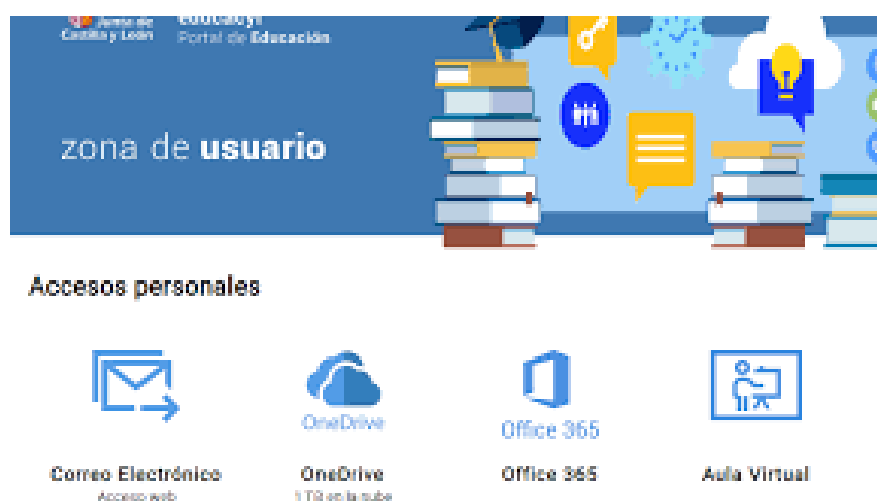 Junta de
Castilla y León
educacyl
Portal de Educación
zona de usuario
Accesos personales
OneDrive
Office 365
Correo Electrónico
Acceso web
OneDrive
1 TB en la nube
Office 365
Aula Virtual